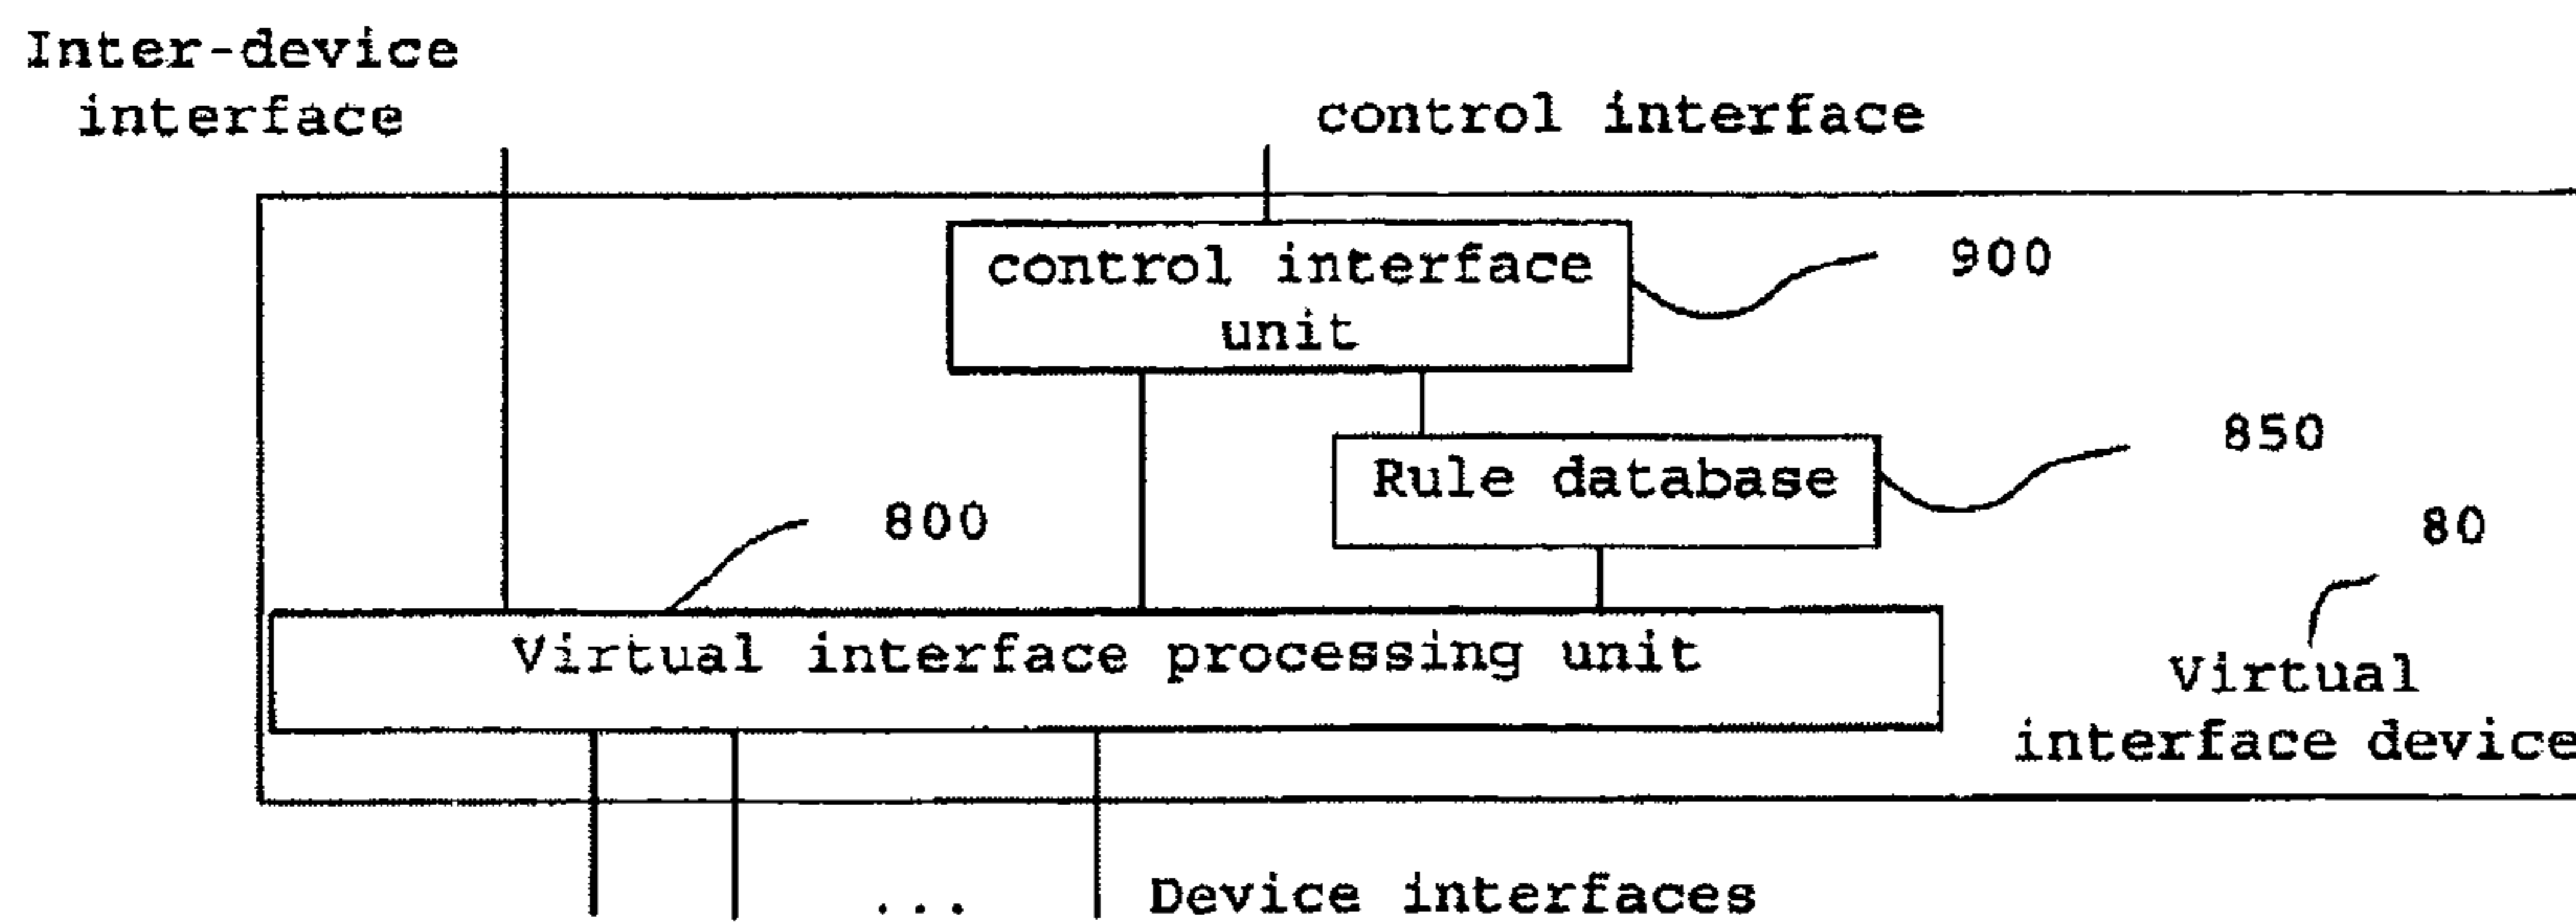 Inter-device
interface
control interface
control interface
unit
900
Rule database
850
800
80
Virtual interface processing unit
Virtual
interface device
... Device interfaces